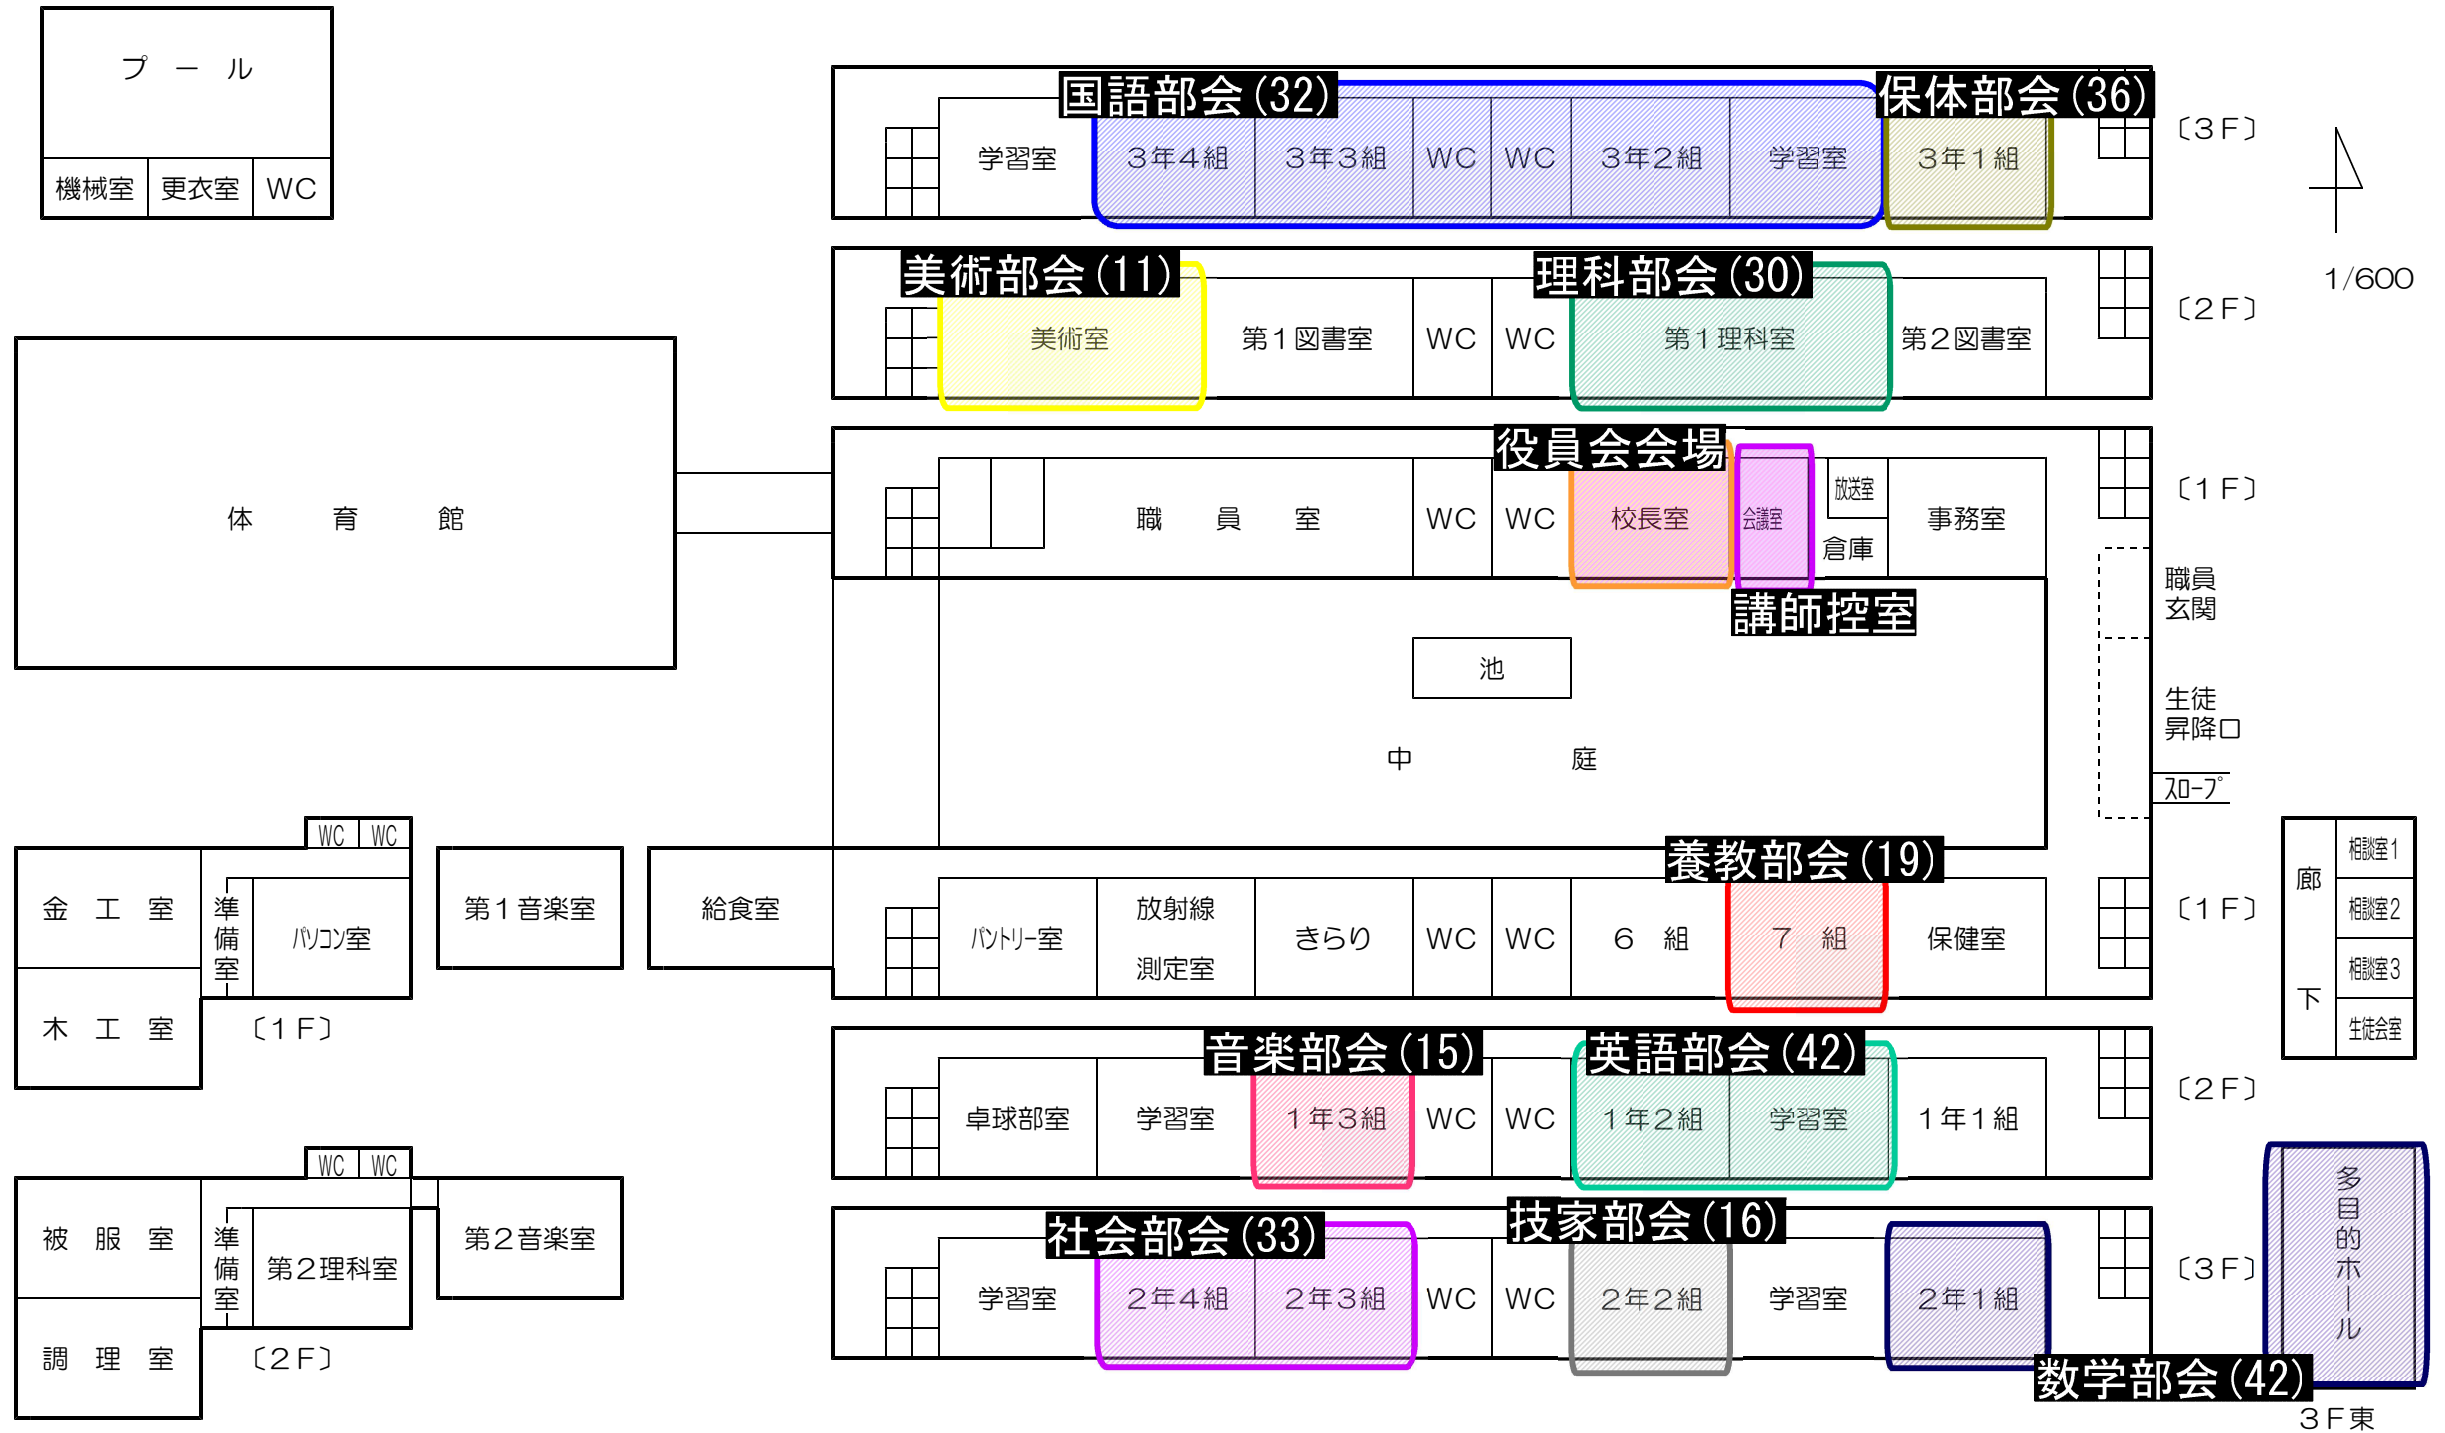 プール
機械室 更衣室 WC
国語部会(32) 保体部会(36)
学習室 3年4組 3年3組 WC WC 3年2組 学習室 3年1組
〔3F〕
1/600
美術部会(11) 理科部会(30)
美術室 第1図書室 WC WC 第1理科室 第2図書室
〔2F〕
体育館
役員会会場
職員室 WC WC 校長室 会議室 放送室 倉庫 事務室
〔1F〕
講師控室
職員
玄関
池
中庭
生徒
昇降口
スロープ
養教部会(19)
WC WC
金工室 準備室 パソコン室
木工室
〔1F〕
第1音楽室
給食室
パントリー室 放射線
測定室
きらり WC WC 6組 7組 保健室
〔1F〕
廊下
相談室1
相談室2
相談室3
生徒会室
音楽部会(15) 英語部会(42)
卓球部室 学習室 1年3組 WC WC 1年2組 学習室 1年1組
〔2F〕
WC WC
被服室 準備室 第2理科室 第2音楽室
調理室
〔2F〕
社会部会(33) 技家部会(16)
学習室 2年4組 2年3組 WC WC 2年2組 学習室 2年1組
〔3F〕
多目的ホール
数学部会(42)
3F東